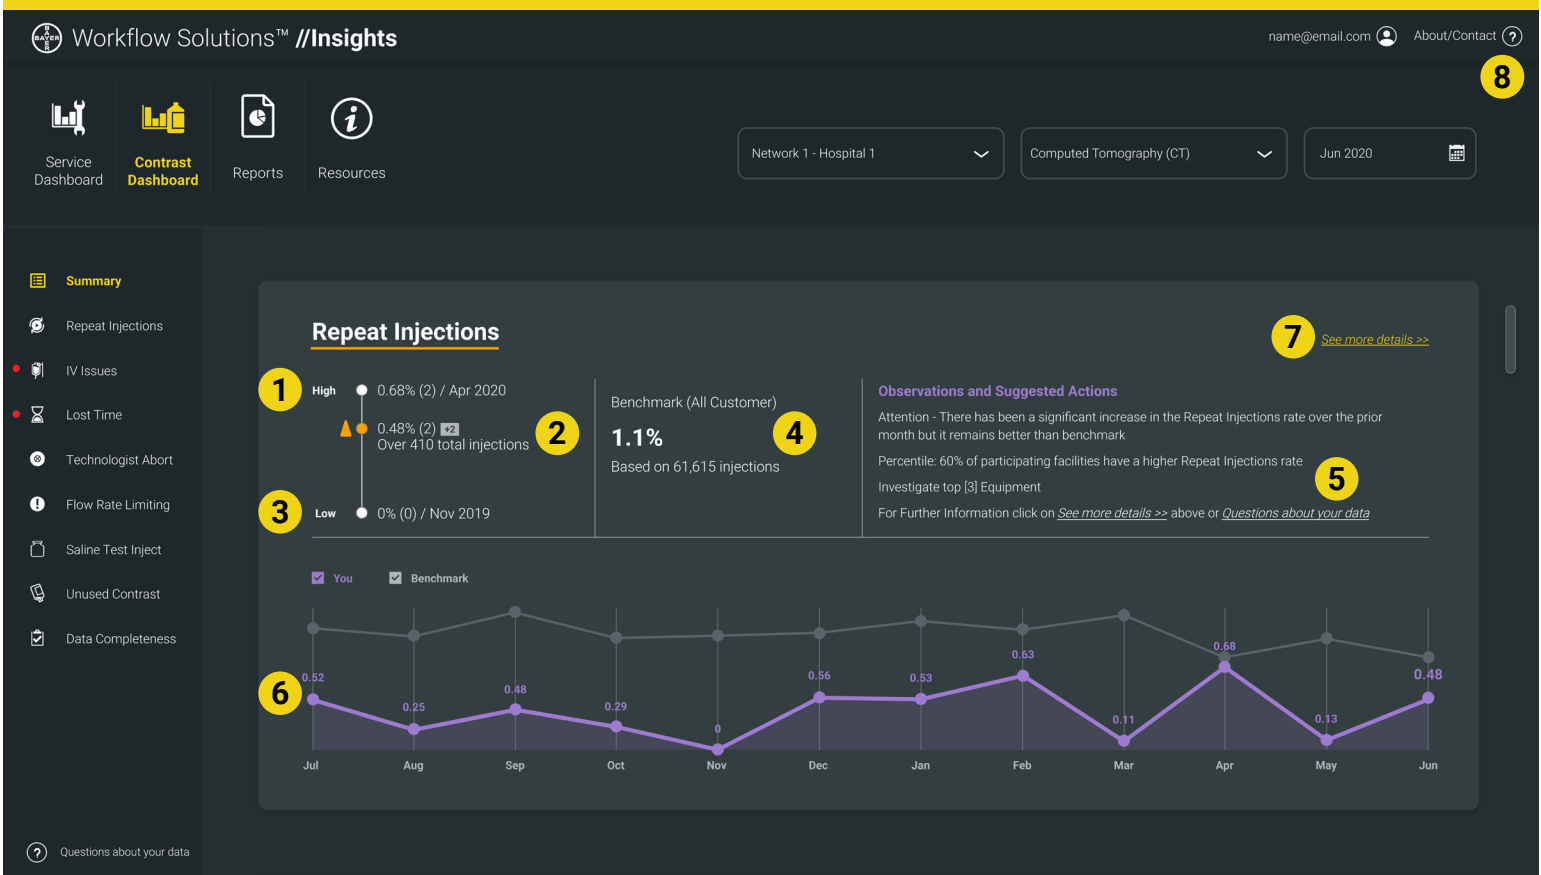 BAYER
BAYER
Workflow Solutions™ //Insights
name@email.com
About/Contact ?
8
Service
Dashboard
Contrast
Dashboard
Reports
Resources
Network 1 - Hospital 1
Computed Tomography (CT)
Jun 2020
Summary
Repeat Injections
IV Issues
Lost Time
Technologist Abort
Flow Rate Limiting
Saline Test Inject
Unused Contrast
Data Completeness
? Questions about your data
Repeat Injections
7 See more details >>
1 High 0.68% (2) / Apr 2020
0.48% (2) +2
Over 410 total injections
2
3 Low 0% (0) / Nov 2019
Benchmark (All Customer)
1.1%
4
Based on 61,615 injections
Observations and Suggested Actions
Attention - There has been a significant increase in the Repeat Injections rate over the prior
month but it remains better than benchmark
Percentile: 60% of participating facilities have a higher Repeat Injections rate
5
Investigate top [3] Equipment
For Further Information click on See more details >> above or Questions about your data
You Benchmark
6
0.52 0.25 0.48 0.29 0 0.56 0.53 0.63 0.11 0.68 0.13 0.48
Jul Aug Sep Oct Nov Dec Jan Feb Mar Apr May Jun